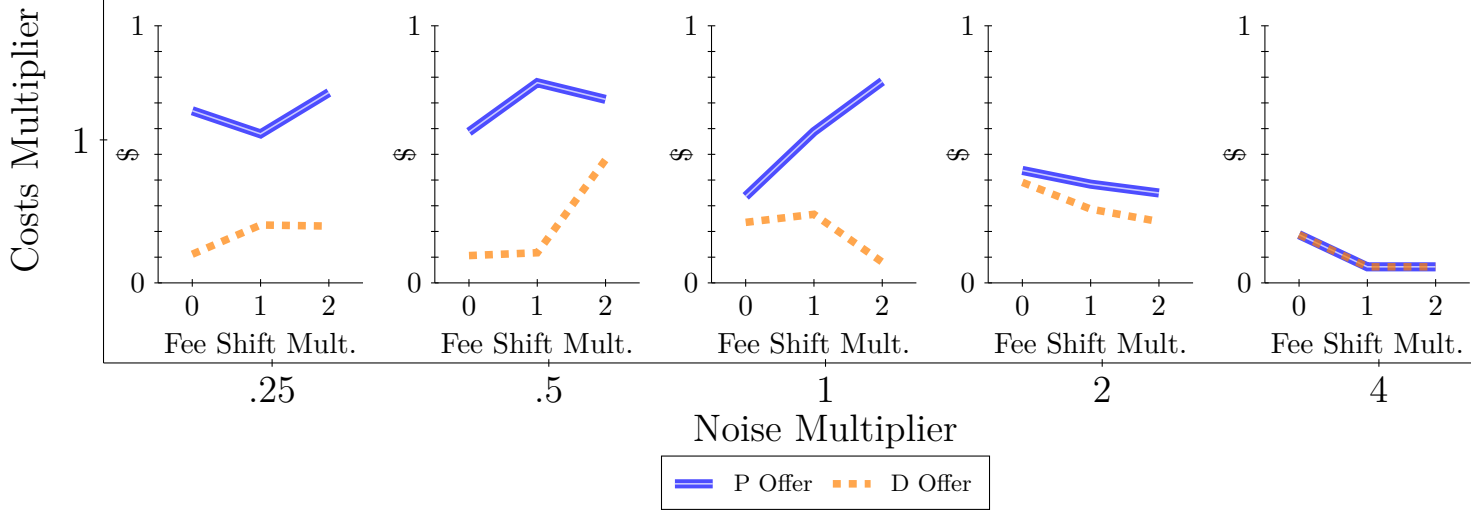 Costs Multiplier
1
1
$
0
0 1 2
Fee Shift Mult.
1
$
0
0 1 2
Fee Shift Mult.
1
$
0
0 1 2
Fee Shift Mult.
1
$
0
0 1 2
Fee Shift Mult.
1
$
0
0 1 2
Fee Shift Mult.
.25 .5 1 2 4
Noise Multiplier
P Offer D Offer